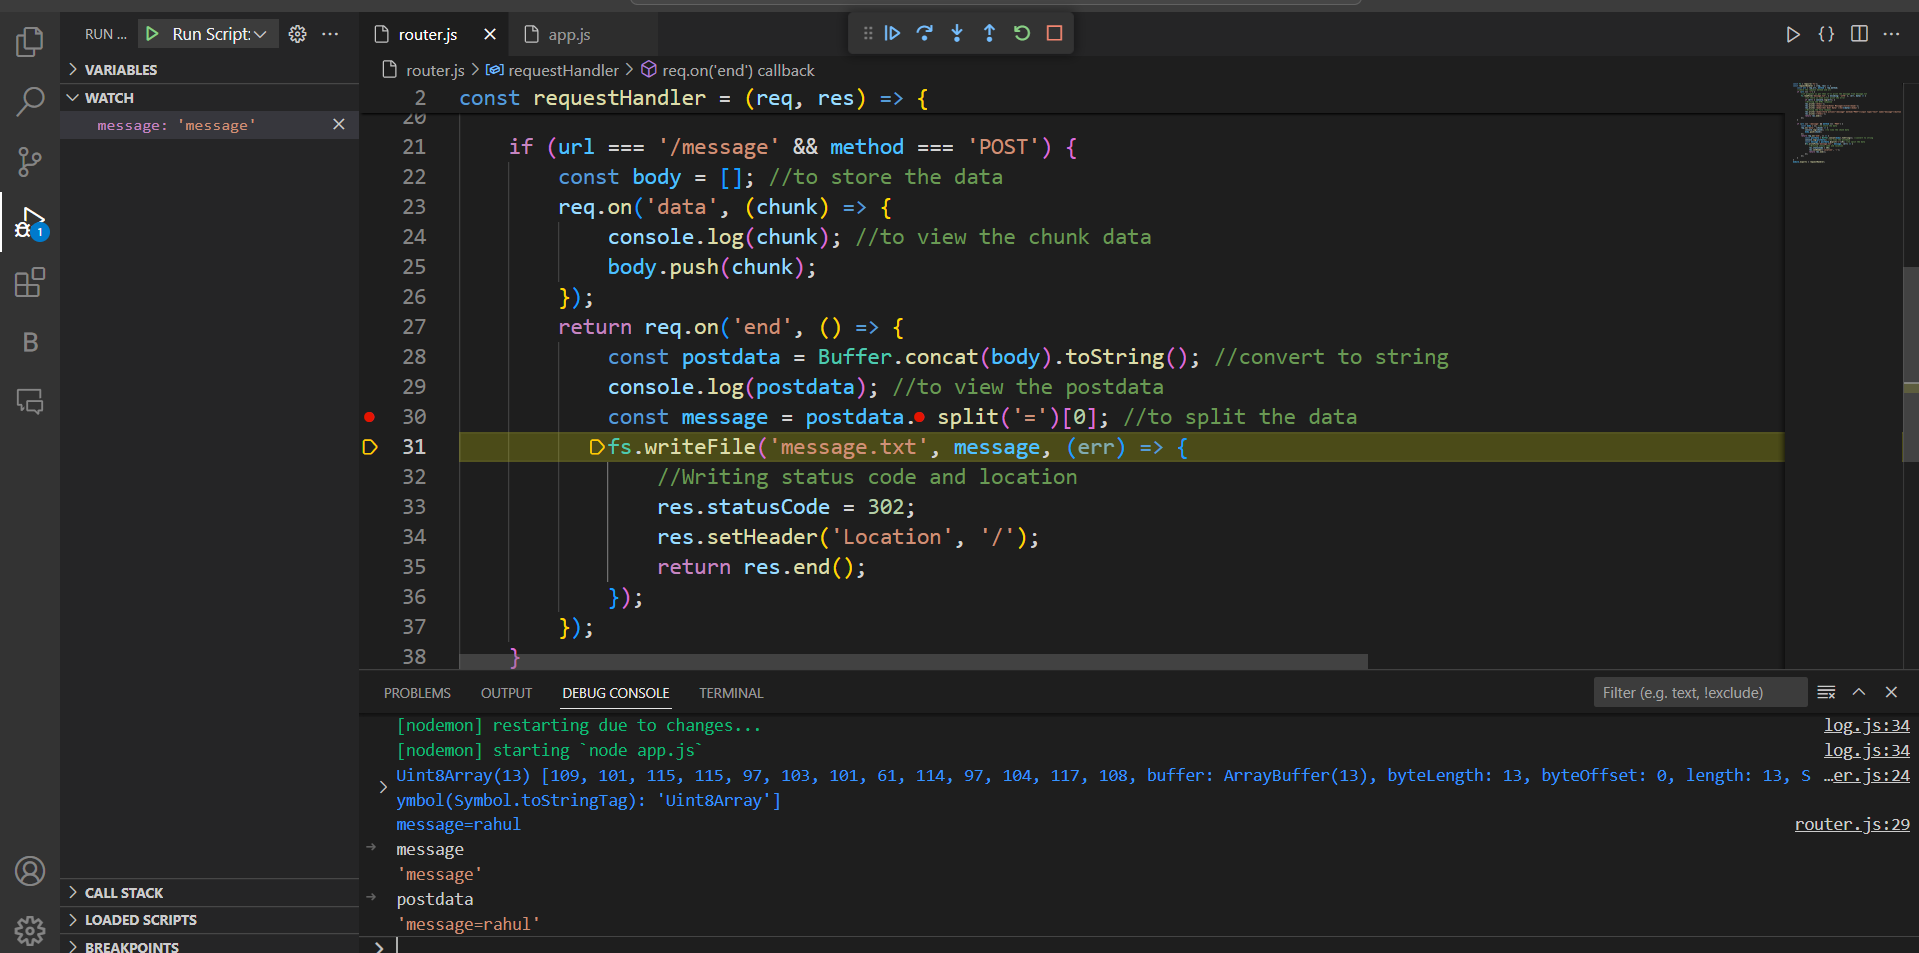 RUN ... Run Script: ...
router.js app.js
VARIABLES
router.js > requestHandler > req.on('end') callback
WATCH
message: 'message'
2 const requestHandler = (req, res) => {
20
21 if (url === '/message' && method === 'POST') {
22 const body = []; //to store the data
23 req.on('data', (chunk) => {
24 console.log(chunk); //to view the chunk data
25 body.push(chunk);
26 });
27 return req.on('end', () => {
28 const postdata = Buffer.concat(body).toString(); //convert to string
29 console.log(postdata); //to view the postdata
30 const message = postdata. split('=')[0]; //to split the data
31 fs.writeFile('message.txt', message, (err) => {
32 //Writing status code and location
33 res.statusCode = 302;
34 res.setHeader('Location', '/');
35 return res.end();
36 });
37 });
38 }
1
B
PROBLEMS OUTPUT DEBUG CONSOLE TERMINAL Filter (e.g. text, !exclude)
[nodemon] restarting due to changes... log.js:34
[nodemon] starting `node app.js` log.js:34
Uint8Array(13) [109, 101, 115, 115, 97, 103, 101, 61, 114, 97, 104, 117, 108, buffer: ArrayBuffer(13), byteLength: 13, byteOffset: 0, length: 13, S …er.js:24
ymbol(Symbol.toStringTag): 'Uint8Array']
message=rahul router.js:29
message
'message'
postdata
'message=rahul'
CALL STACK
LOADED SCRIPTS
BREAKPOINTS